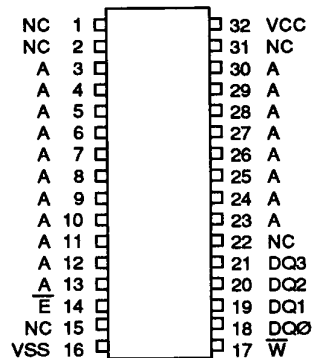 NC 1 32 VCC
NC 2 31 NC
A 3 30 A
A 4 29 A
A 5 28 A
A 6 27 A
A 7 26 A
A 8 25 A
A 9 24 A
A 10 23 A
A 11 22 NC
A 12 21 DQ3
A 13 20 DQ2
E̅ 14 19 DQ1
NC 15 18 DQØ
VSS 16 17 W̅